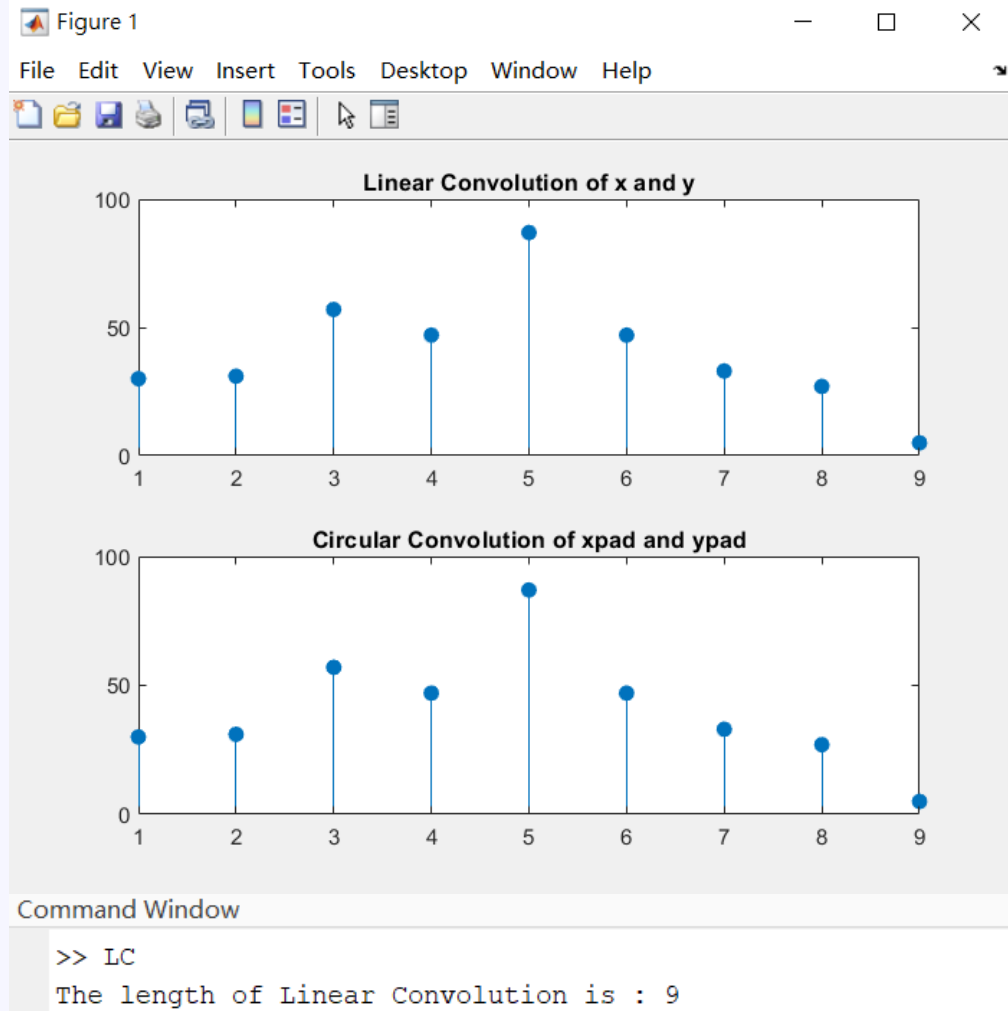 Figure 1
File Edit View Insert Tools Desktop Window Help
Linear Convolution of x and y
100
50
0
1 2 3 4 5 6 7 8 9
Circular Convolution of xpad and ypad
100
50
0
1 2 3 4 5 6 7 8 9
Command Window
>> LC
The length of Linear Convolution is : 9